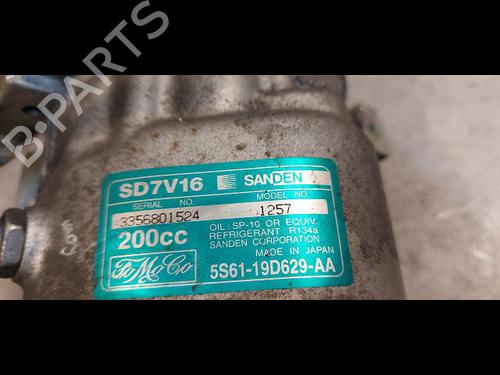 B-PARTS
SD7V16 SANDEN
SERIAL NO. MODEL NO.
3356801524 1257
200cc OIL: SP-10 OR EQUIV.
REFRIGERANT: R134a
SANDEN CORPORATION
MADE IN JAPAN
FoMoCo 5S61-19D629-AA